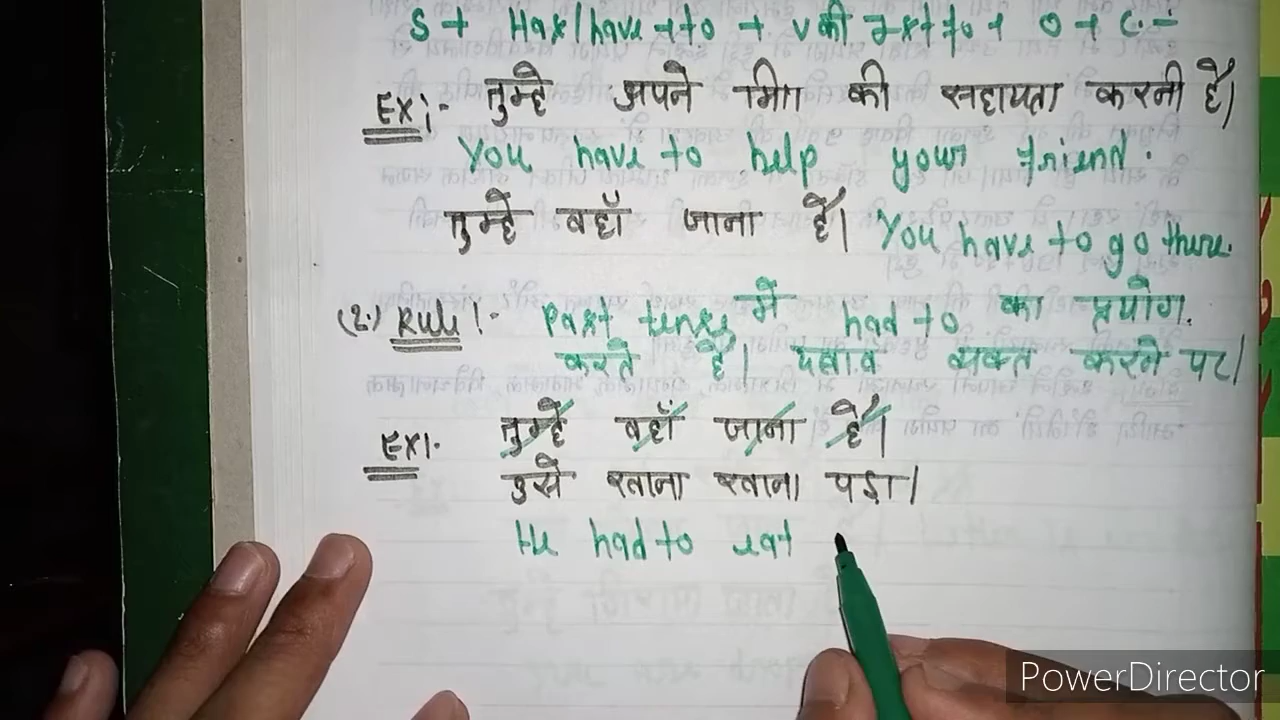 S + Has/have + to + v की Ist fo + O + C. -
Ex:- तुम्हे अपने मित्र की सहायता करनी है।
You have to help your friend.
तुम्हे वहाँ जाना है। You have to go there.
(2.) Rule:- Past tense में had to का प्रयोग
करते है। दबाव व्यक्त करने पर।
Ex:- तुम्हे वहाँ जाना है।
उसे खाना खाना पड़ा।
He had to eat
PowerDirector